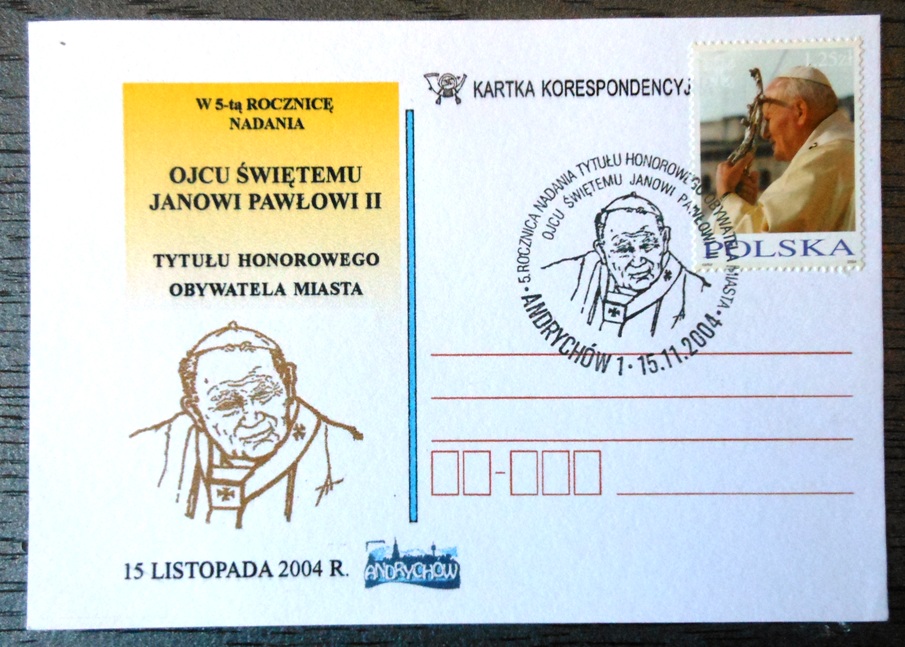 W 5-tą ROCZNICĘ
NADANIA
OJCU ŚWIĘTEMU
JANOWI PAWŁOWI II
TYTUŁU HONOROWEGO
OBYWATELA MIASTA
15 LISTOPADA 2004 R.
ANDRYCHÓW
KARTKA KORESPONDENCYJ
1,25zł
POLSKA
5. ROCZNICA NADANIA TYTUŁU HONOROWEGO OBYWATELA MIASTA
OJCU ŚWIĘTEMU JANOWI PAWŁOWI
ANDRYCHÓW 1 · 15.11.2004